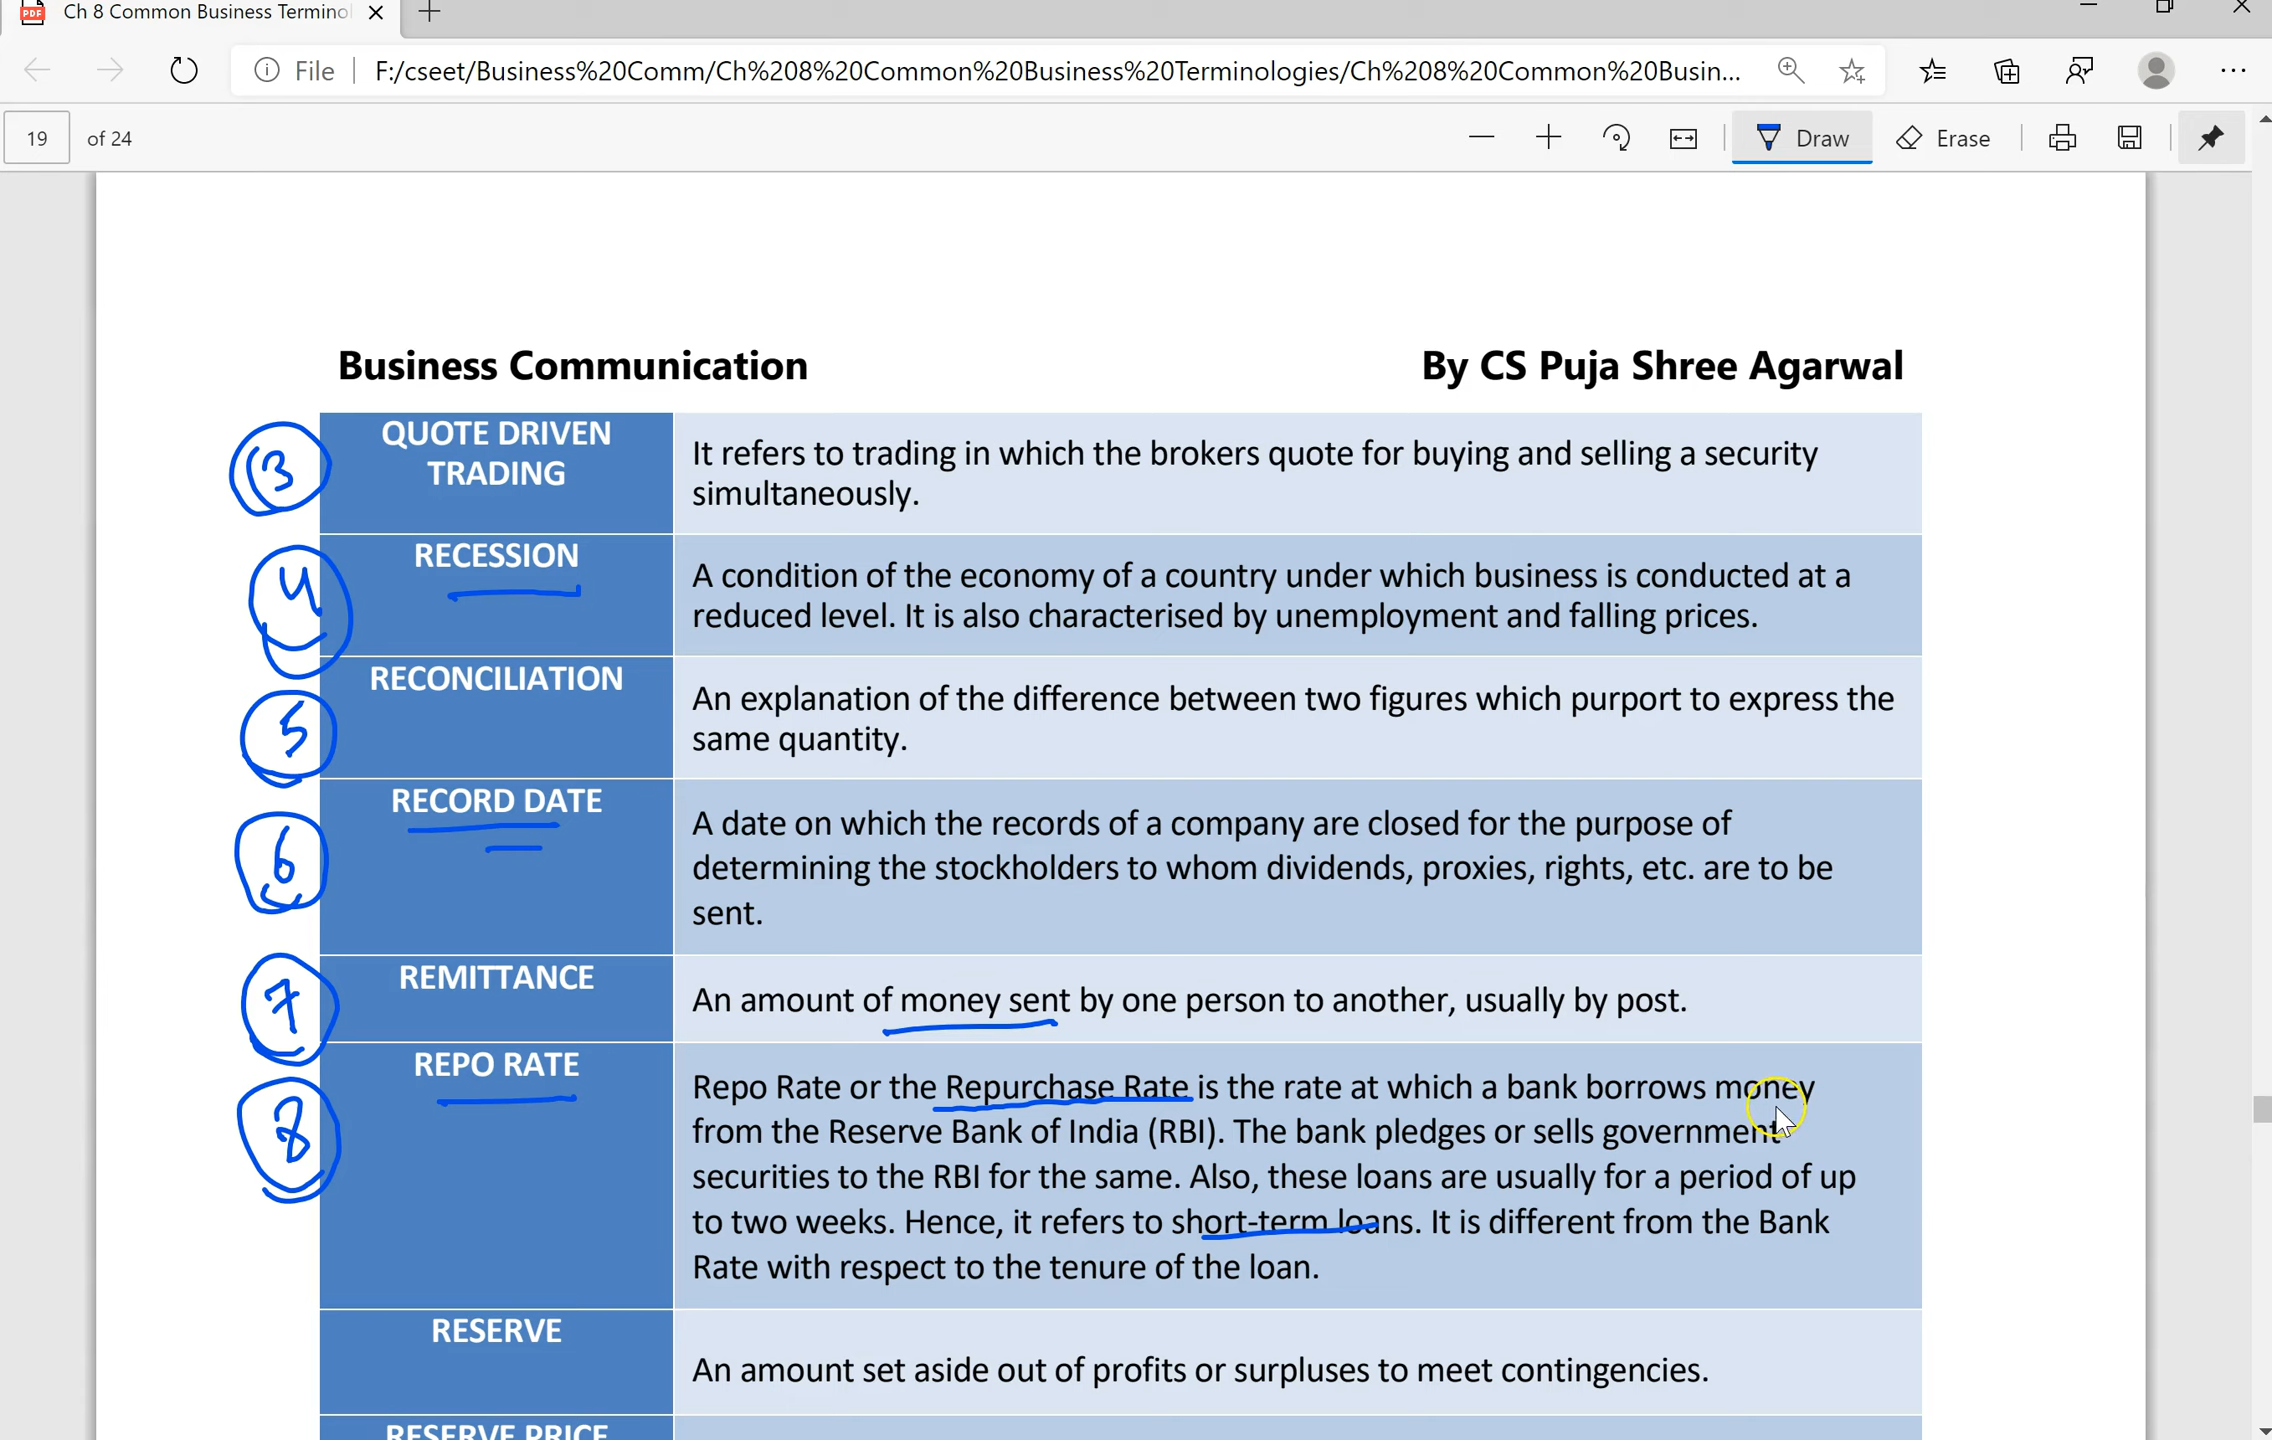 Ch 8 Common Business Terminol
File
F:/cseet/Business%20Comm/Ch%208%20Common%20Business%20Terminologies/Ch%208%20Common%20Busin...
19 of 24
Draw
Erase
Business Communication
By CS Puja Shree Agarwal
3
QUOTE DRIVEN
TRADING
It refers to trading in which the brokers quote for buying and selling a security
simultaneously.
4
RECESSION
A condition of the economy of a country under which business is conducted at a
reduced level. It is also characterised by unemployment and falling prices.
5
RECONCILIATION
An explanation of the difference between two figures which purport to express the
same quantity.
6
RECORD DATE
A date on which the records of a company are closed for the purpose of
determining the stockholders to whom dividends, proxies, rights, etc. are to be
sent.
7
REMITTANCE
An amount of money sent by one person to another, usually by post.
8
REPO RATE
Repo Rate or the Repurchase Rate is the rate at which a bank borrows money
from the Reserve Bank of India (RBI). The bank pledges or sells government
securities to the RBI for the same. Also, these loans are usually for a period of up
to two weeks. Hence, it refers to short-term loans. It is different from the Bank
Rate with respect to the tenure of the loan.
RESERVE
An amount set aside out of profits or surpluses to meet contingencies.
RESERVE PRICE